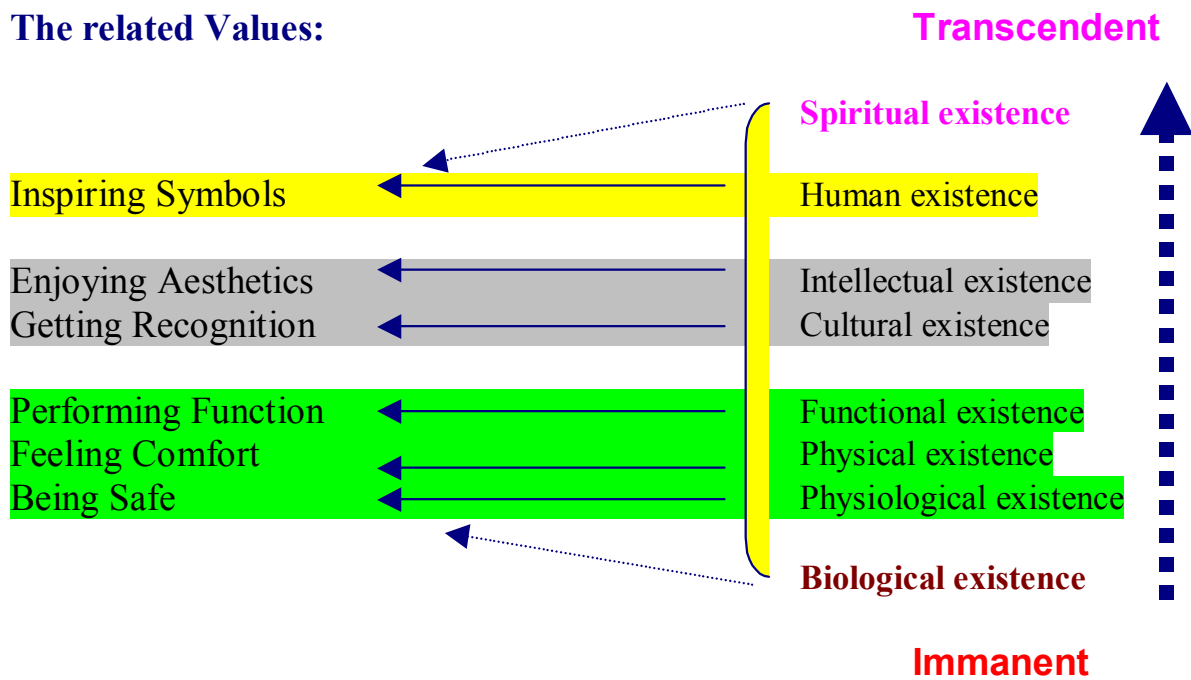 The related Values:
Transcendent
Spiritual existence
Inspiring Symbols
Human existence
Enjoying Aesthetics
Intellectual existence
Getting Recognition
Cultural existence
Performing Function
Functional existence
Feeling Comfort
Physical existence
Being Safe
Physiological existence
Biological existence
Immanent